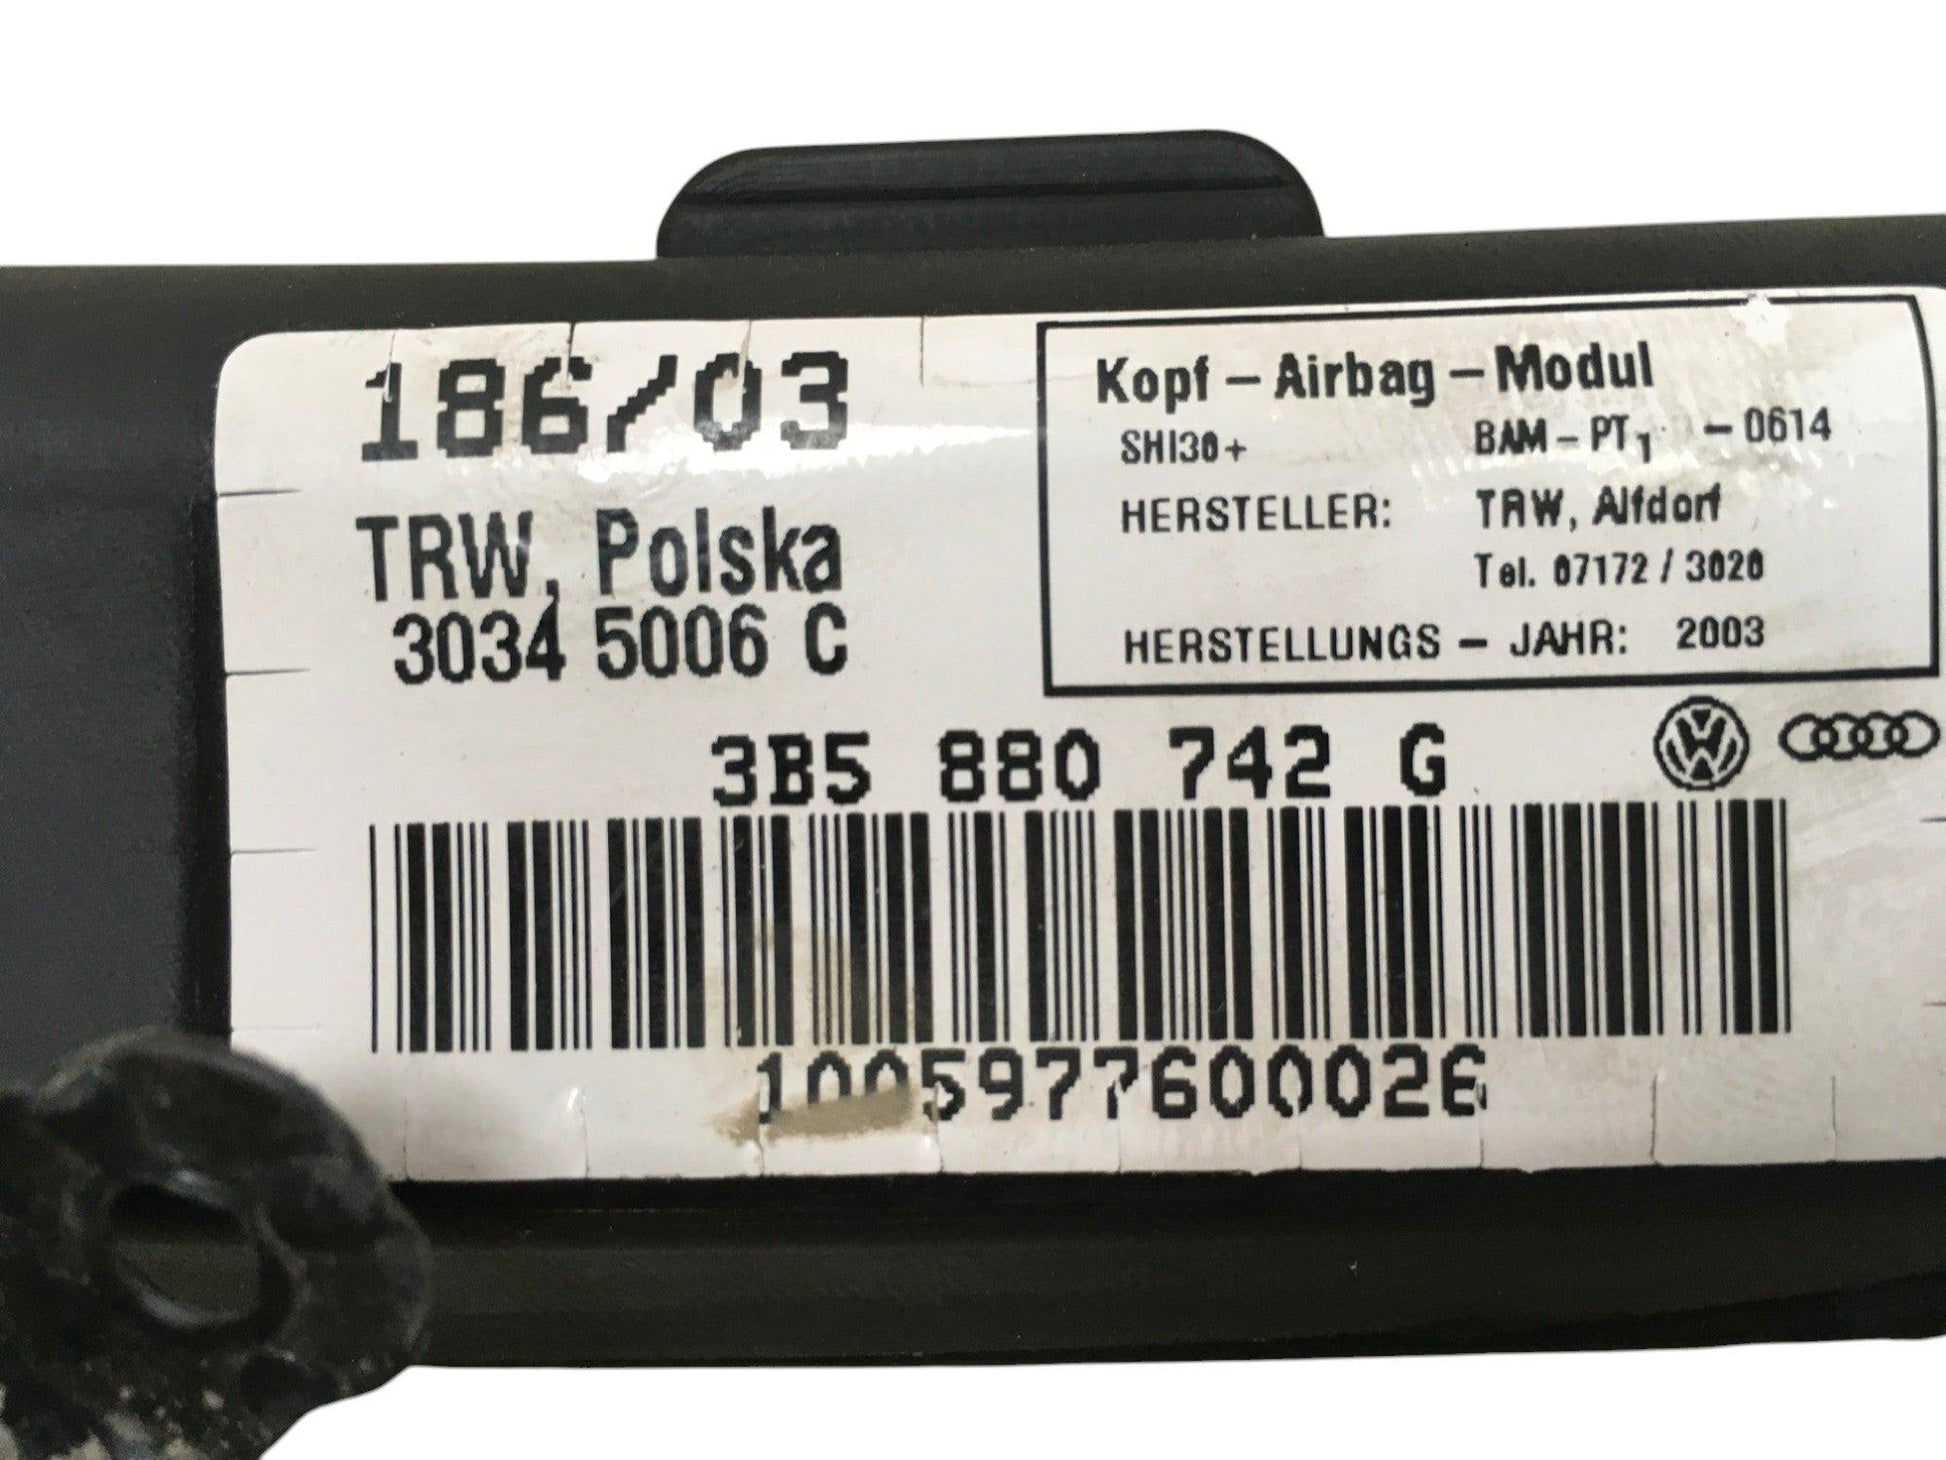 186/03
TRW, Polska
3034 5006 C
Kopf - Airbag - Modul
SHI30+ BAM - PT1 - 0614
HERSTELLER: TRW, Alfdorf
Tel. 07172 / 3020
HERSTELLUNGS - JAHR: 2003
3B5 880 742 G
10059777600026